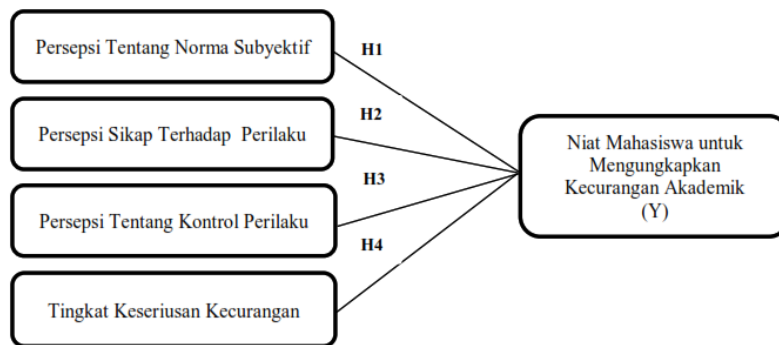 Persepsi Tentang Norma Subyektif
H1
Persepsi Sikap Terhadap Perilaku
H2
Persepsi Tentang Kontrol Perilaku
H3
Tingkat Keseriusan Kecurangan
H4
Niat Mahasiswa untuk
Mengungkapkan
Kecurangan Akademik
(Y)